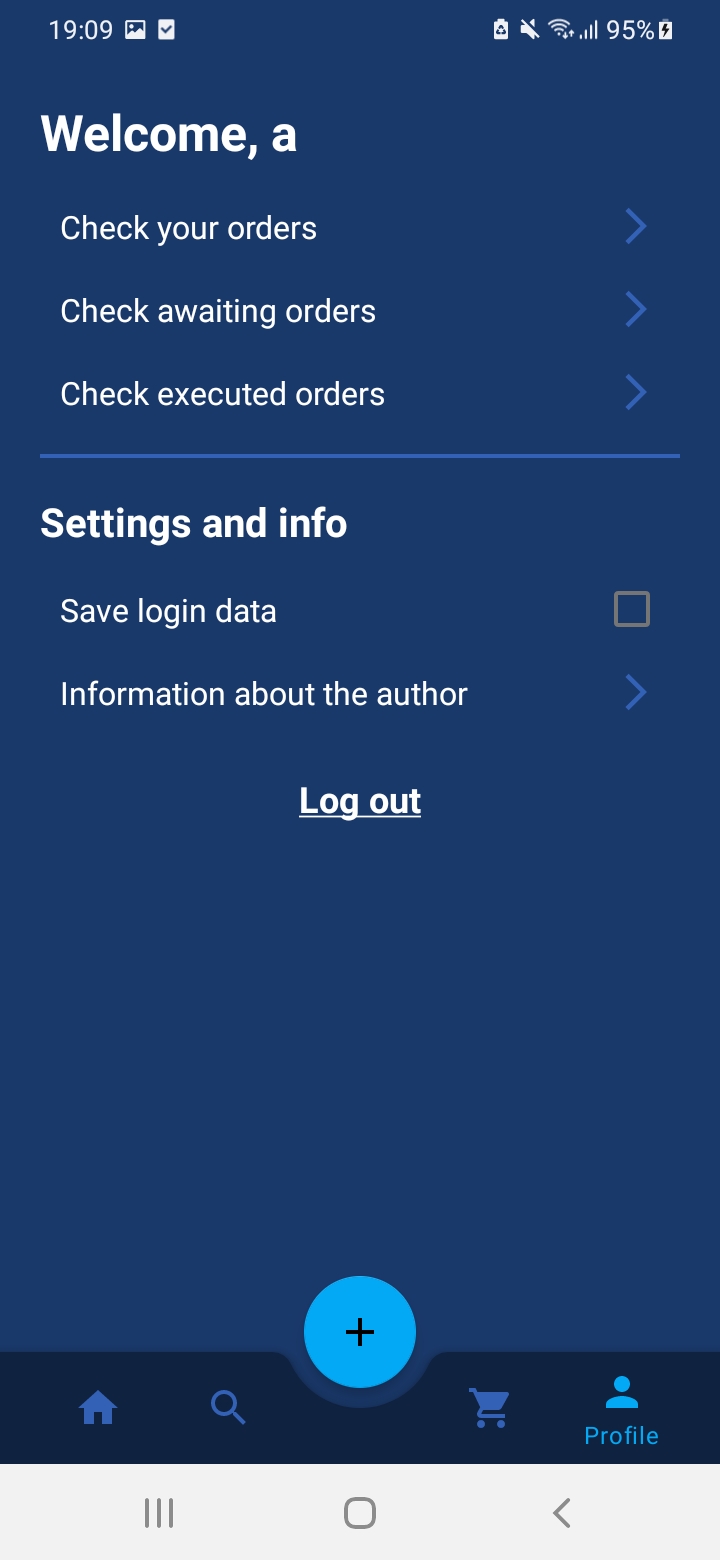 19:09
95%
Welcome, a
Check your orders
Check awaiting orders
Check executed orders
Settings and info
Save login data
Information about the author
Log out
Profile